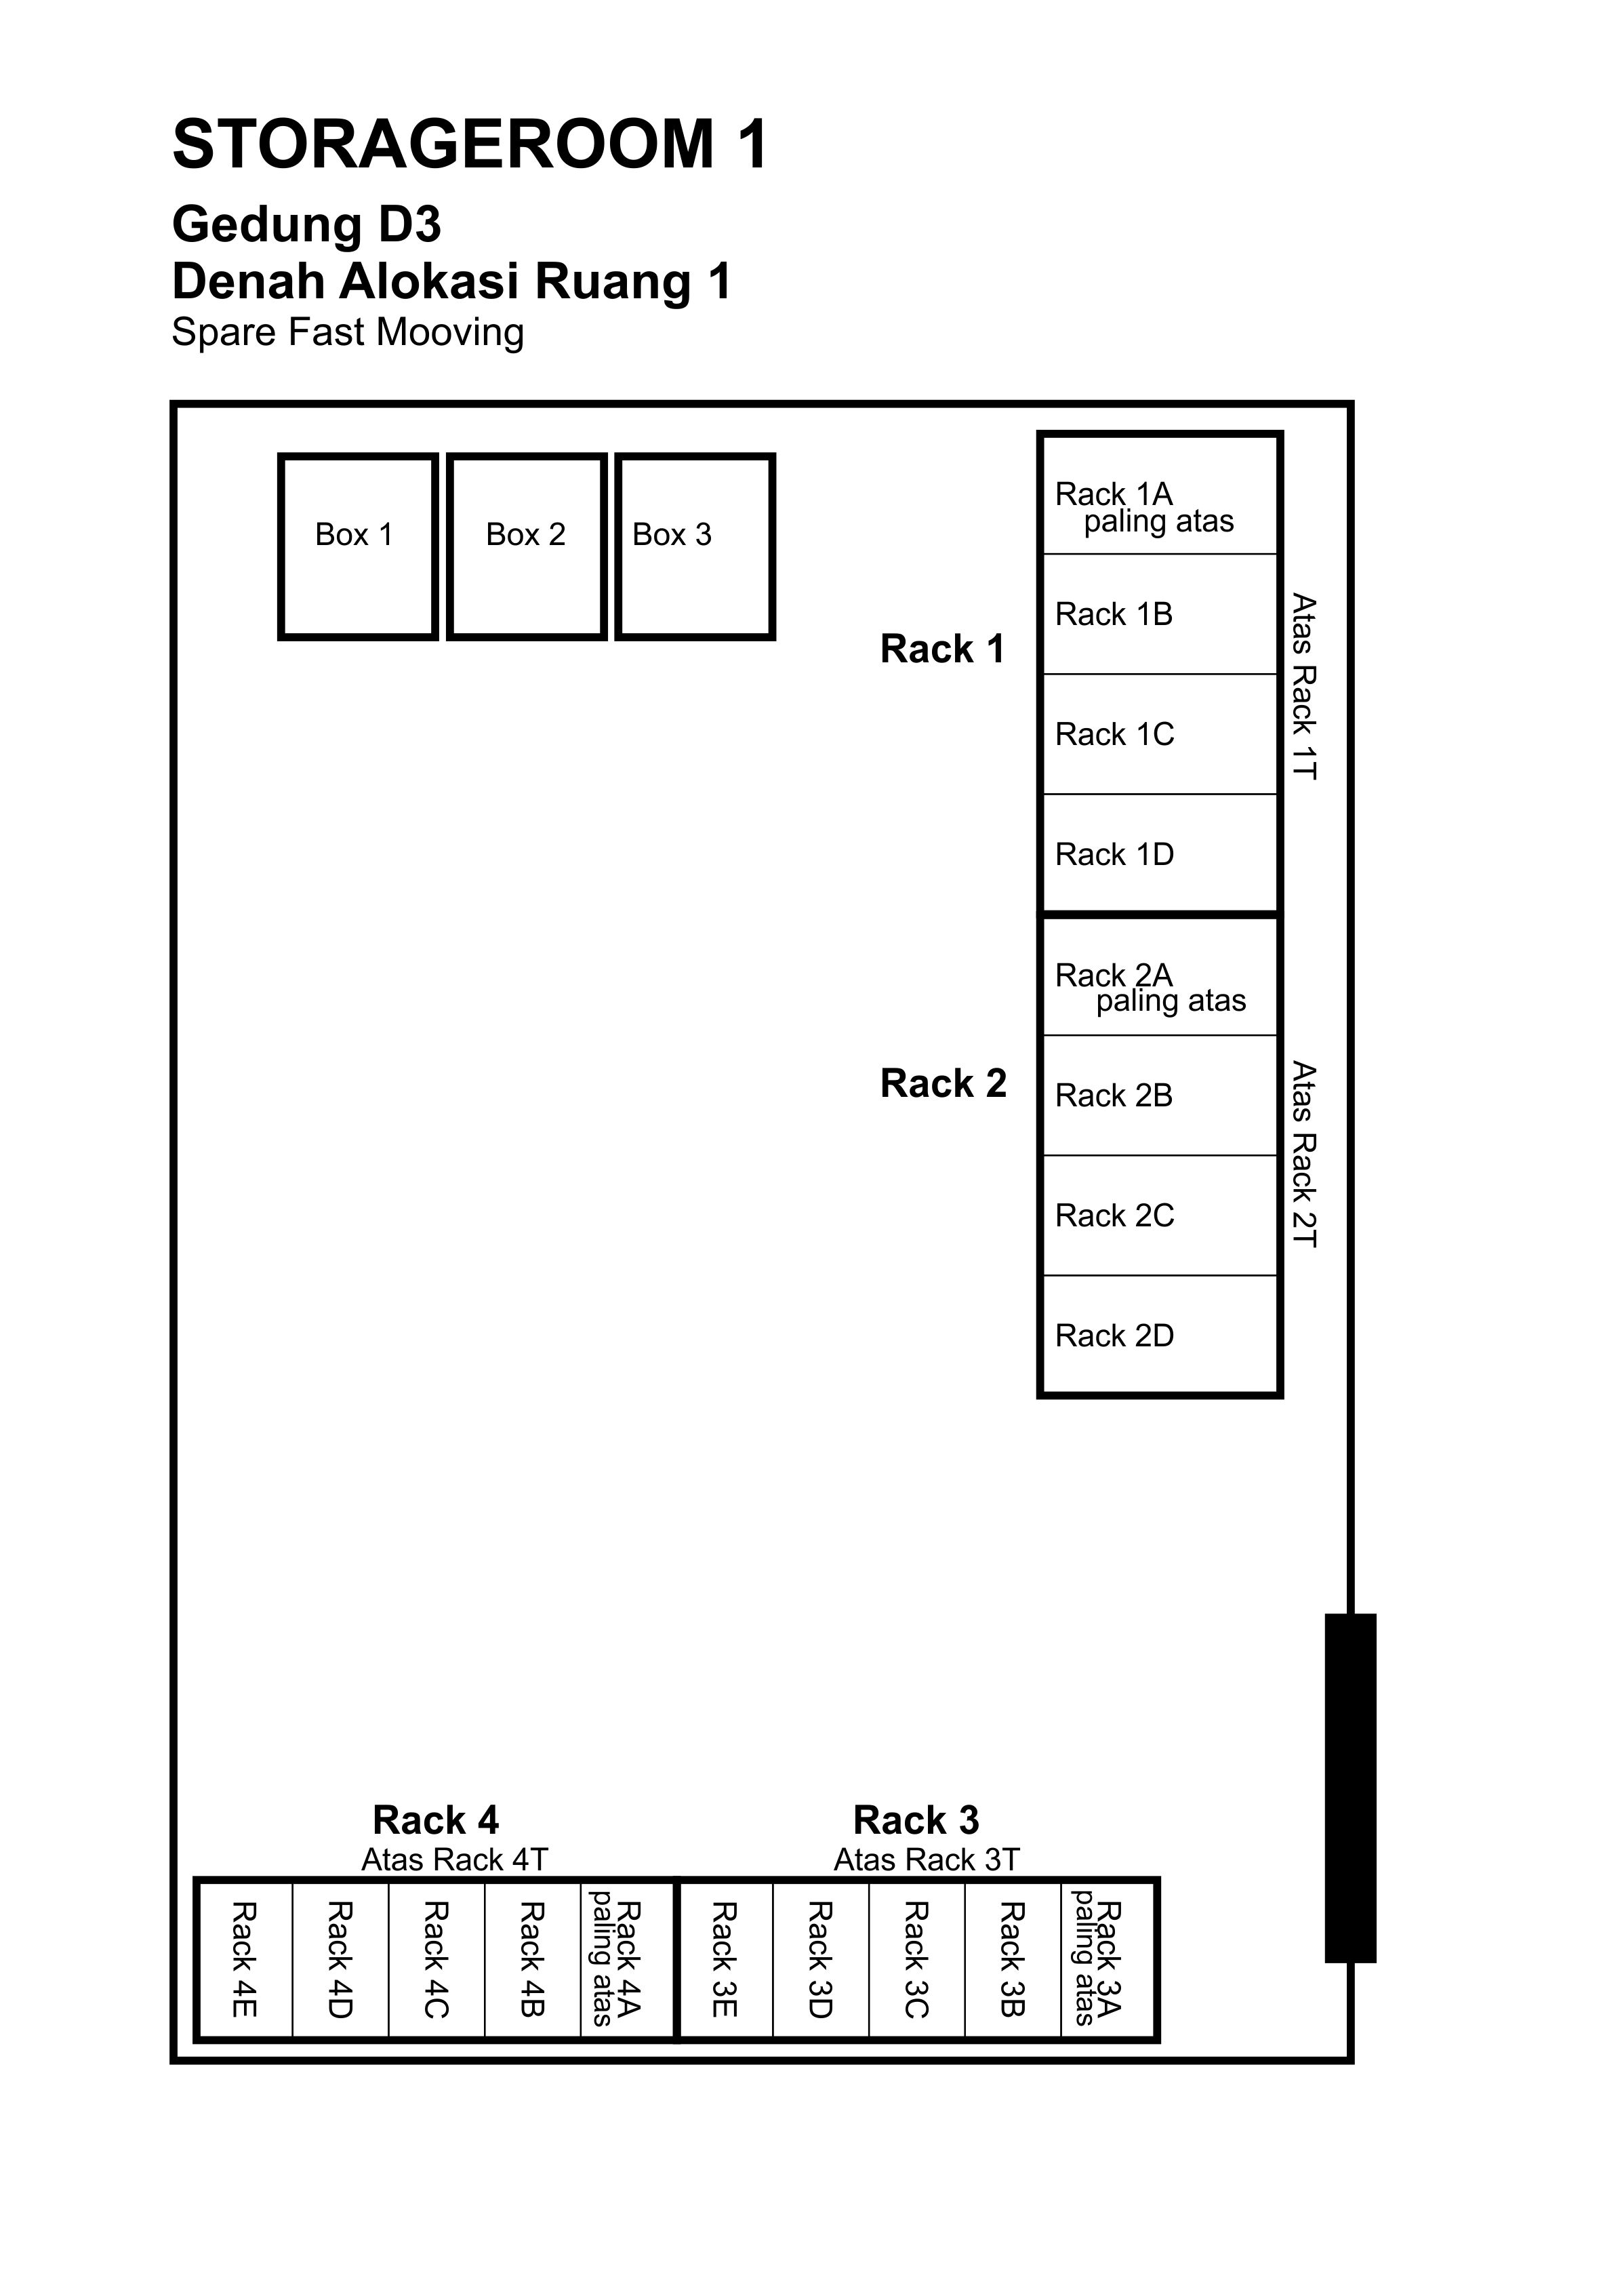 STORAGEROOM 1
Gedung D3
Denah Alokasi Ruang 1
Spare Fast Mooving
Box 1
Box 2
Box 3
Rack 1
Rack 1A
paling atas
Rack 1B
Rack 1C
Rack 1D
Atas Rack 1T
Rack 2
Rack 2A
paling atas
Rack 2B
Rack 2C
Rack 2D
Atas Rack 2T
Rack 4
Atas Rack 4T
Rack 4E
Rack 4D
Rack 4C
Rack 4B
Rack 4A
paling atas
Rack 3
Atas Rack 3T
Rack 3E
Rack 3D
Rack 3C
Rack 3B
Rack 3A
paling atas